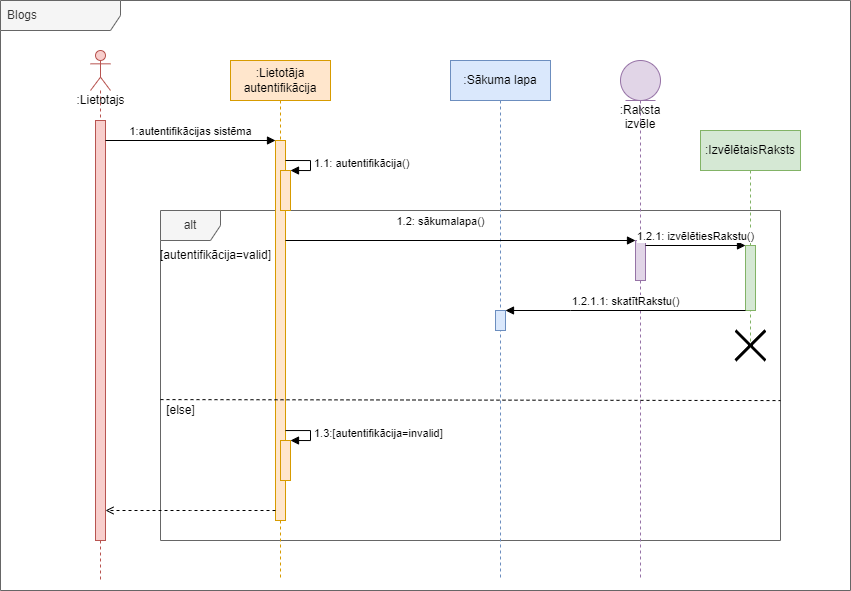 Blogs
:Lietotajs
:Lietotāja
autentifikācija
:Sākuma lapa
:Raksta
izvēle
:IzvēlētaisRaksts
1:autentifikācijas sistēma
1.1: autentifikācija()
alt
1.2: sākumalapa()
1.2.1: izvēlētiesRakstu()
[autentifikācija=valid]
1.2.1.1: skatītRakstu()
[else]
1.3:[autentifikācija=invalid]